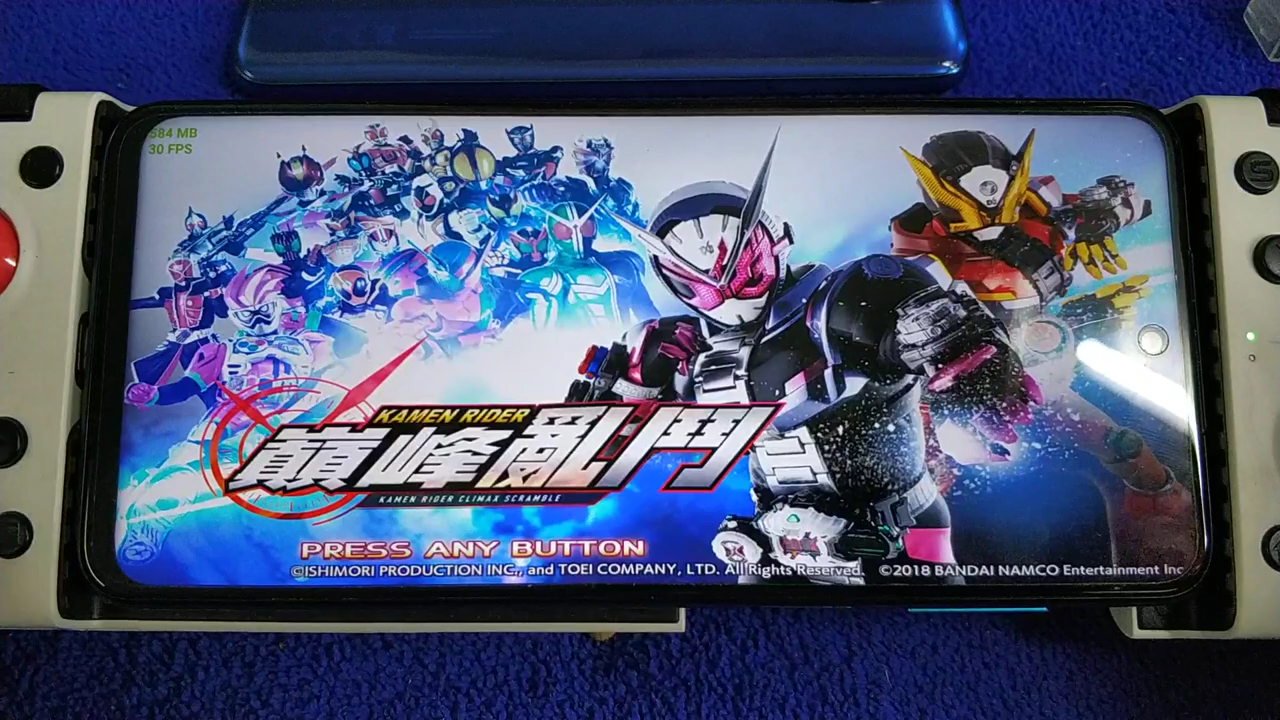 584 MB
30 FPS
KAMEN RIDER
巔峰亂鬥
KAMEN RIDER CLIMAX SCRAMBLE
PRESS ANY BUTTON
©ISHIMORI PRODUCTION INC., and TOEI COMPANY, LTD. All Rights Reserved. ©2018 BANDAI NAMCO Entertainment Inc